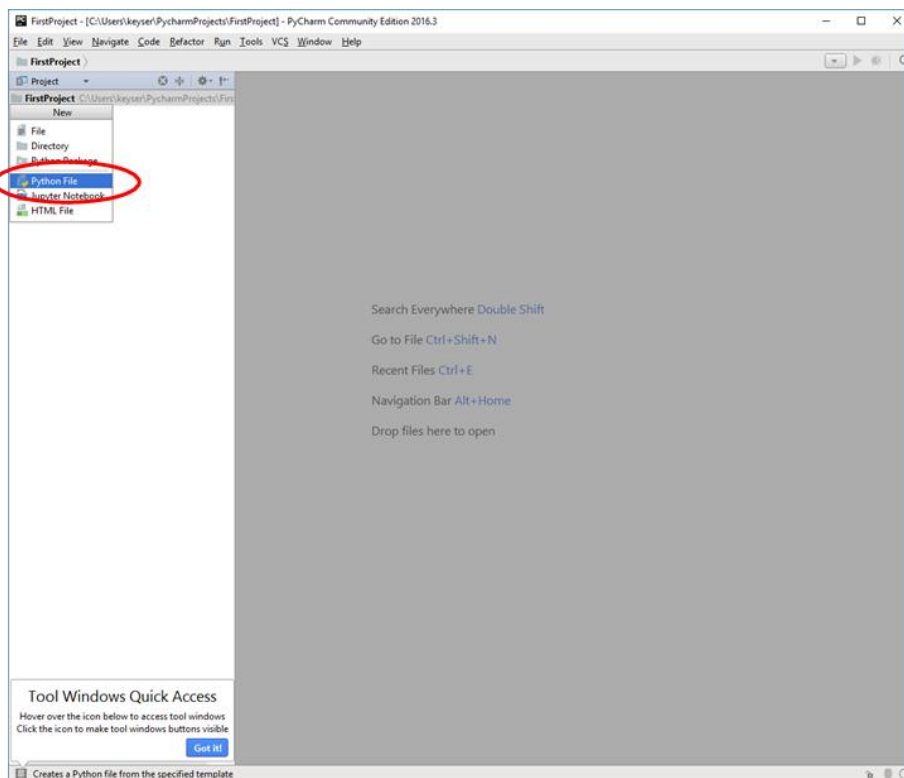 FirstProject - [C:\Users\keyser\PycharmProjects\FirstProject] - PyCharm Community Edition 2016.3
File Edit View Navigate Code Refactor Run Tools VCS Window Help
FirstProject
Project
FirstProject C:\Users\keyser\PycharmProjects\Firs
New
File
Directory
Python Package
Python File
Jupyter Notebook
HTML File
Search Everywhere Double Shift
Go to File Ctrl+Shift+N
Recent Files Ctrl+E
Navigation Bar Alt+Home
Drop files here to open
Tool Windows Quick Access
Hover over the icon below to access tool windows
Click the icon to make tool windows buttons visible
Got it!
Creates a Python file from the specified template